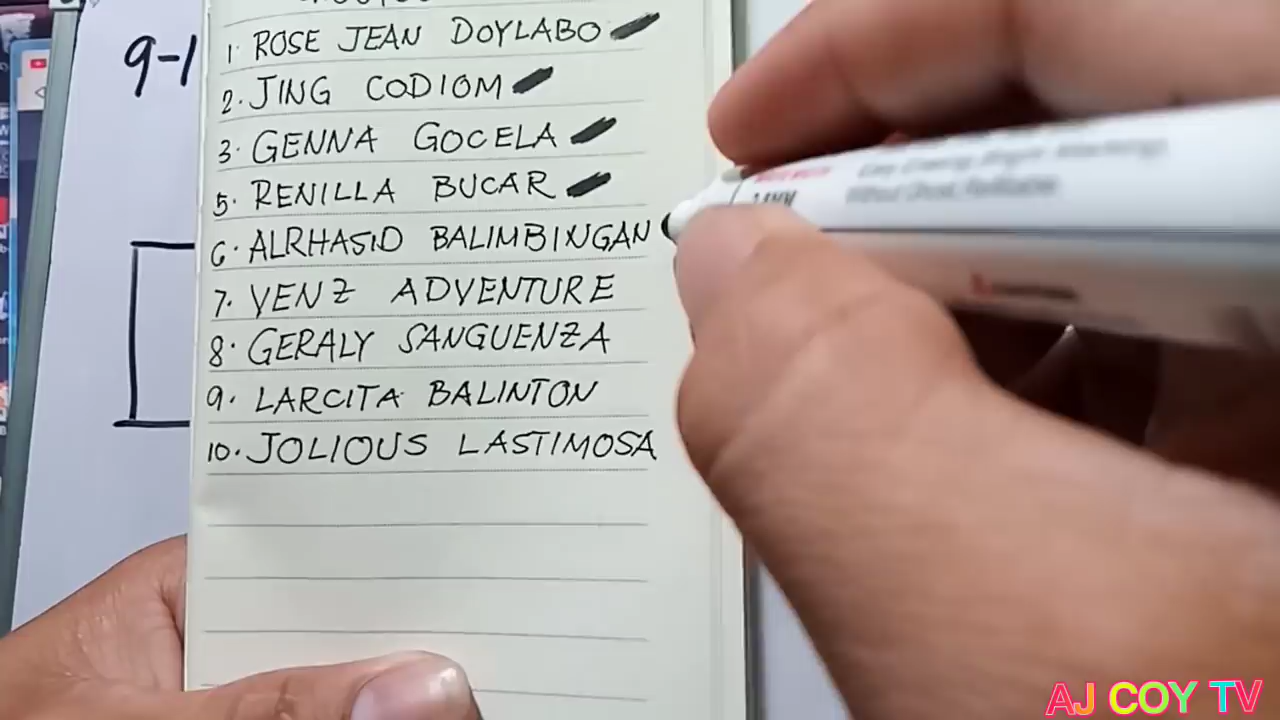 9-1
1. ROSE JEAN DOYLABO
2. JING CODIOM
3. GENNA GOCELA
5. RENILLA BUCAR
6. ALRHASID BALIMBINGAN
7. VENZ ADVENTURE
8. GERALY SANGUENZA
9. LARCITA BALINTON
10. JOLIOUS LASTIMOSA
AJ COY TV